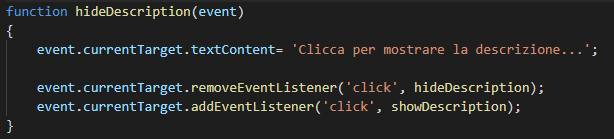 function hideDescription(event)
{
event.currentTarget.textContent= 'Clicca per mostrare la descrizione...';
event.currentTarget.removeEventListener('click', hideDescription);
event.currentTarget.addEventListener('click', showDescription);
}